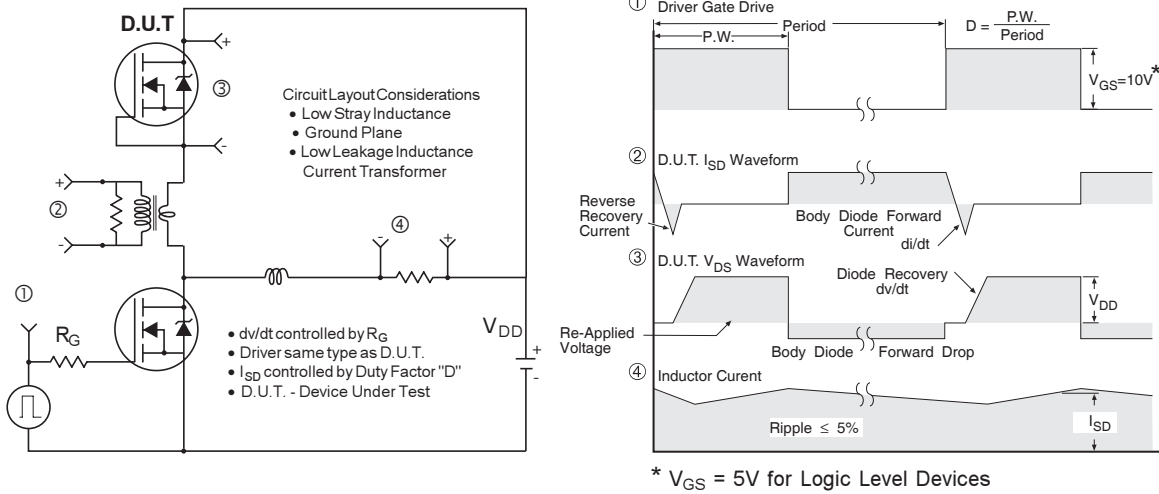 D.U.T
+
③
-
Circuit Layout Considerations
• Low Stray Inductance
• Ground Plane
• Low Leakage Inductance
Current Transformer
+
②
-
④
- +
①
R_G
• dv/dt controlled by R_G
• Driver same type as D.U.T.
• I_SD controlled by Duty Factor "D"
• D.U.T. - Device Under Test
V_DD
+
-
① Driver Gate Drive
P.W.
Period
D = P.W. / Period
V_GS=10V*
② D.U.T. I_SD Waveform
Reverse
Recovery
Current
Body Diode Forward
Current
di/dt
③ D.U.T. V_DS Waveform
Diode Recovery
dv/dt
V_DD
Re-Applied
Voltage
Body Diode Forward Drop
④ Inductor Curent
Ripple ≤ 5%
I_SD
* V_GS = 5V for Logic Level Devices